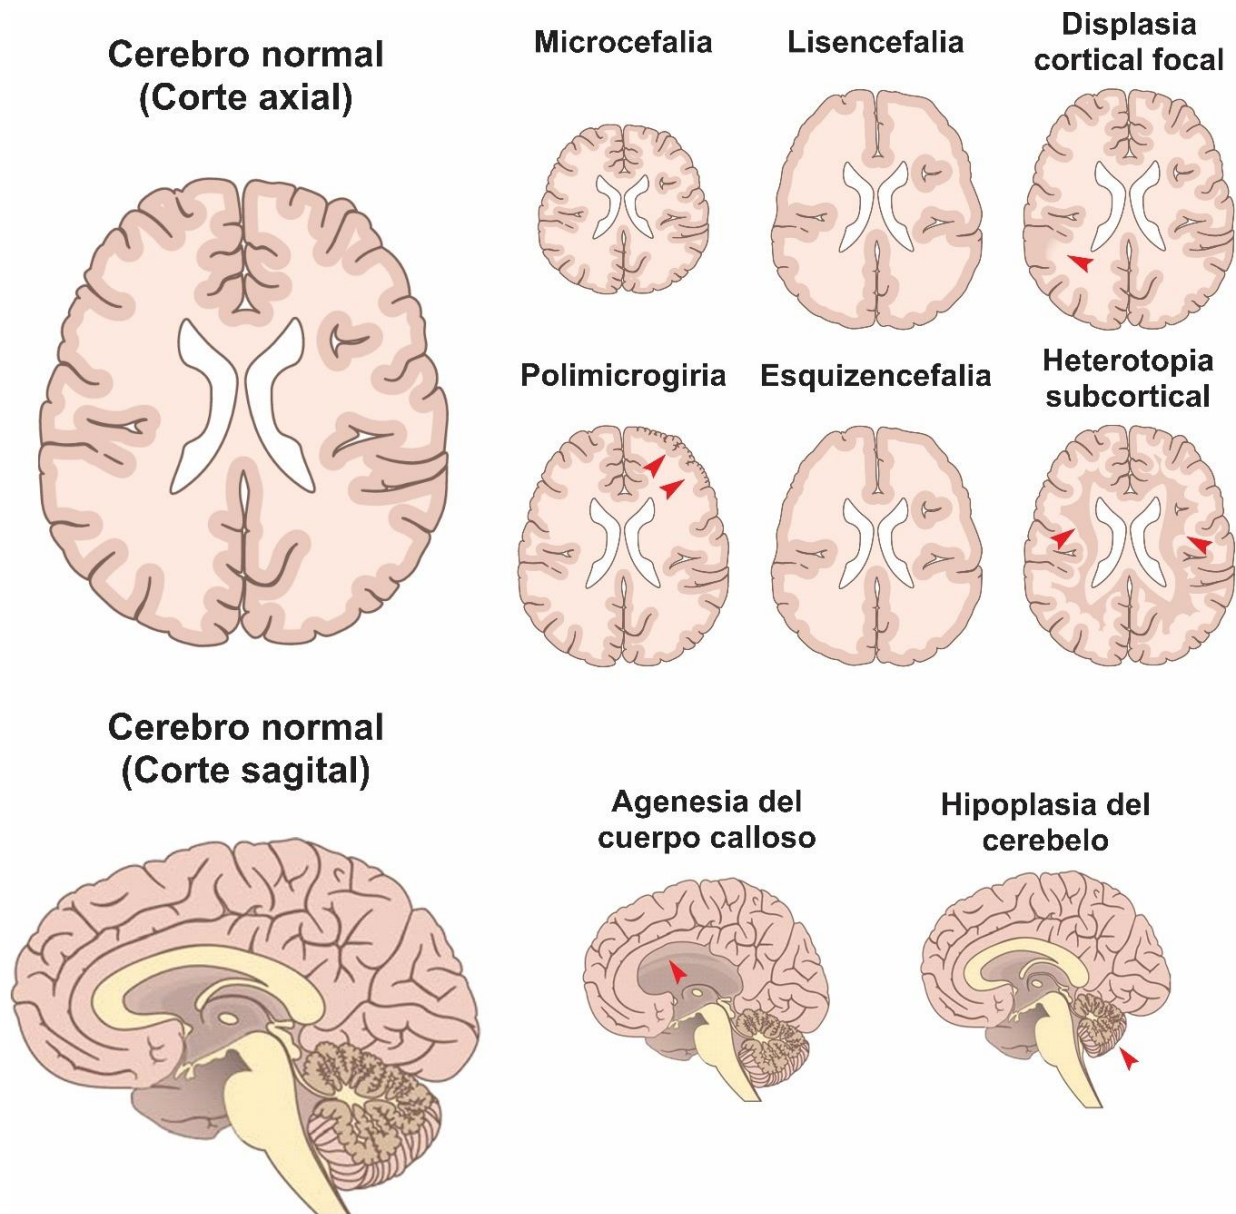 Cerebro normal
(Corte axial)
Microcefalia
Lisencefalia
Displasia
cortical focal
Polimicrogiria
Esquizencefalia
Heterotopia
subcortical
Cerebro normal
(Corte sagital)
Agenesia del
cuerpo calloso
Hipoplasia del
cerebelo